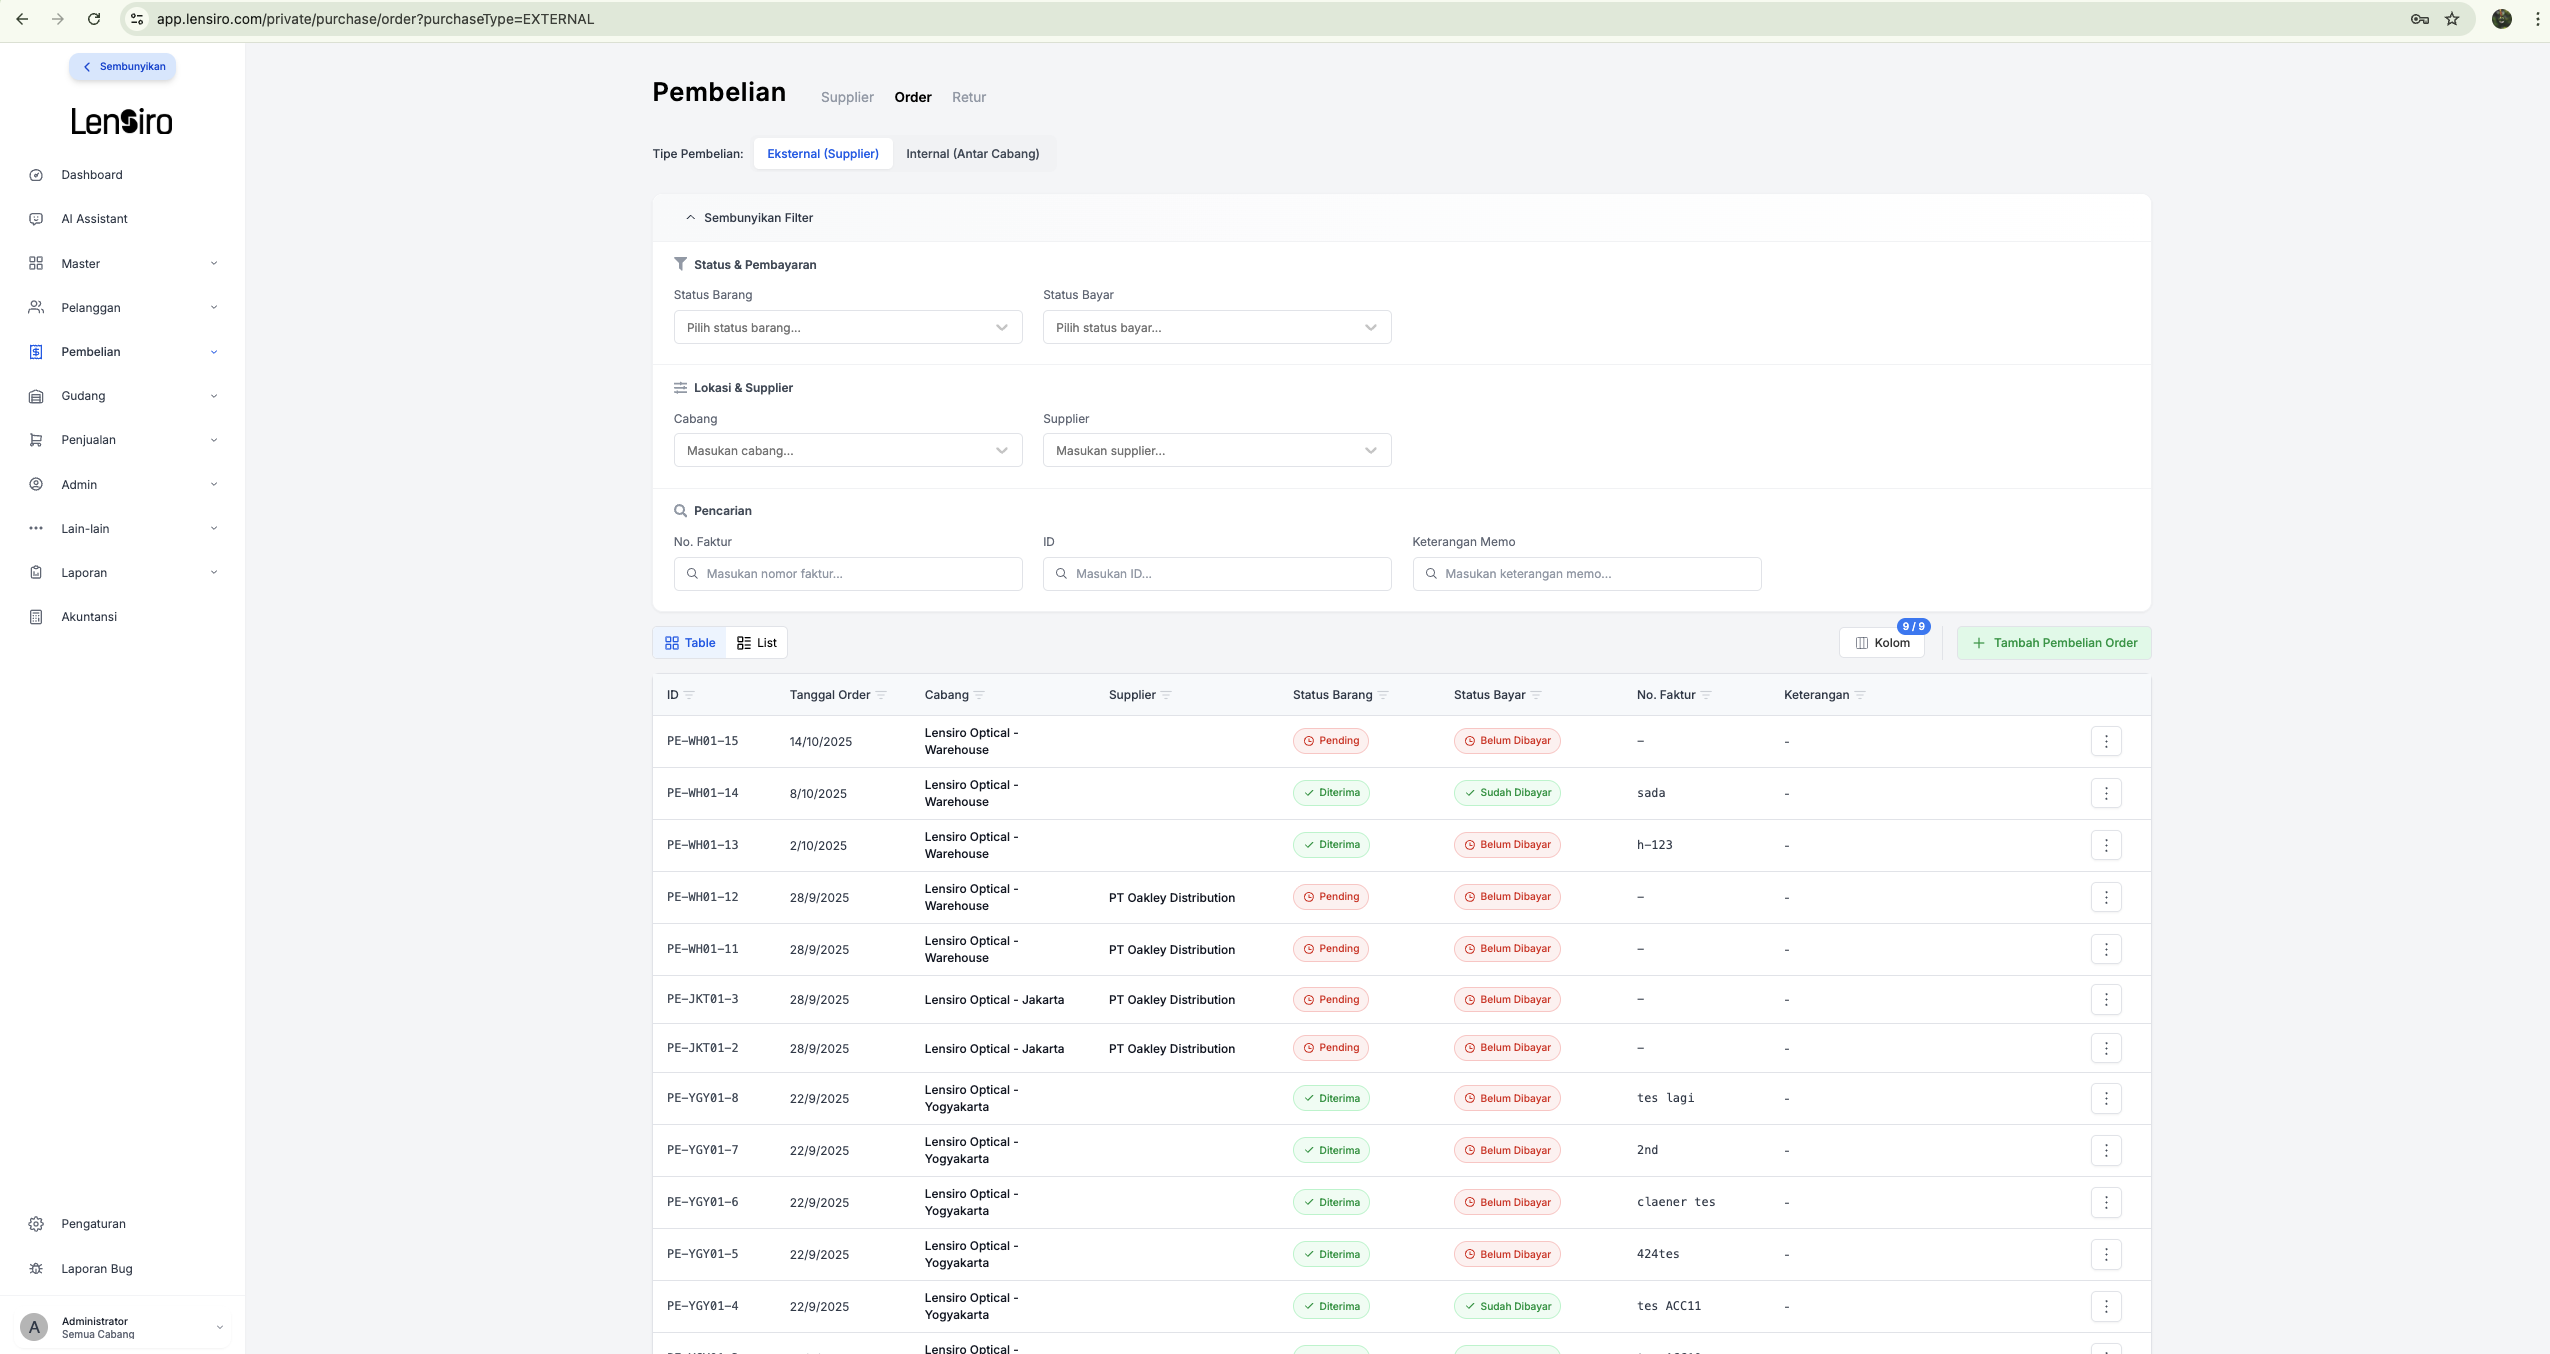 app.lensiro.com/private/purchase/order?purchaseType=EXTERNAL
Sembunyikan
Lensiro
Dashboard
AI Assistant
Master
Pelanggan
Pembelian
Gudang
Penjualan
Admin
Lain-lain
Laporan
Akuntansi
Pengaturan
Laporan Bug
A
Administrator
Semua Cabang
Pembelian Supplier Order Retur
Tipe Pembelian: Eksternal (Supplier) Internal (Antar Cabang)
Sembunyikan Filter
Status & Pembayaran
Status Barang Status Bayar
Pilih status barang... Pilih status bayar...
Lokasi & Supplier
Cabang Supplier
Masukan cabang... Masukan supplier...
Pencarian
No. Faktur ID Keterangan Memo
Masukan nomor faktur... Masukan ID... Masukan keterangan memo...
9 / 9
Table List Kolom Tambah Pembelian Order
ID Tanggal Order Cabang Supplier Status Barang Status Bayar No. Faktur Keterangan
PE-WH01-15 14/10/2025 Lensiro Optical - Warehouse Pending Belum Dibayar - -
PE-WH01-14 8/10/2025 Lensiro Optical - Warehouse Diterima Sudah Dibayar sada -
PE-WH01-13 2/10/2025 Lensiro Optical - Warehouse Diterima Belum Dibayar h-123 -
PE-WH01-12 28/9/2025 Lensiro Optical - Warehouse PT Oakley Distribution Pending Belum Dibayar - -
PE-WH01-11 28/9/2025 Lensiro Optical - Warehouse PT Oakley Distribution Pending Belum Dibayar - -
PE-JKT01-3 28/9/2025 Lensiro Optical - Jakarta PT Oakley Distribution Pending Belum Dibayar - -
PE-JKT01-2 28/9/2025 Lensiro Optical - Jakarta PT Oakley Distribution Pending Belum Dibayar - -
PE-YGY01-8 22/9/2025 Lensiro Optical - Yogyakarta Diterima Belum Dibayar tes lagi -
PE-YGY01-7 22/9/2025 Lensiro Optical - Yogyakarta Diterima Belum Dibayar 2nd -
PE-YGY01-6 22/9/2025 Lensiro Optical - Yogyakarta Diterima Belum Dibayar claener tes -
PE-YGY01-5 22/9/2025 Lensiro Optical - Yogyakarta Diterima Belum Dibayar 424tes -
PE-YGY01-4 22/9/2025 Lensiro Optical - Yogyakarta Diterima Sudah Dibayar tes ACC11 -
Lensiro Optical -